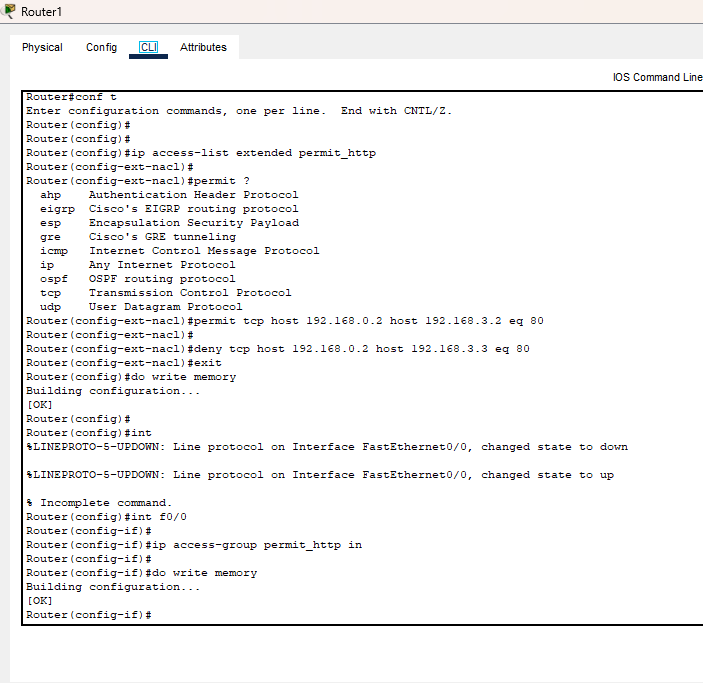 Router1
Physical Config CLI Attributes
IOS Command Line
Router#conf t
Enter configuration commands, one per line.  End with CNTL/Z.
Router(config)#
Router(config)#
Router(config)#ip access-list extended permit_http
Router(config-ext-nacl)#
Router(config-ext-nacl)#permit ?
  ahp    Authentication Header Protocol
  eigrp  Cisco's EIGRP routing protocol
  esp    Encapsulation Security Payload
  gre    Cisco's GRE tunneling
  icmp   Internet Control Message Protocol
  ip     Any Internet Protocol
  ospf   OSPF routing protocol
  tcp    Transmission Control Protocol
  udp    User Datagram Protocol
Router(config-ext-nacl)#permit tcp host 192.168.0.2 host 192.168.3.2 eq 80
Router(config-ext-nacl)#
Router(config-ext-nacl)#deny tcp host 192.168.0.2 host 192.168.3.3 eq 80
Router(config-ext-nacl)#exit
Router(config)#do write memory
Building configuration...
[OK]
Router(config)#
Router(config)#int
%LINEPROTO-5-UPDOWN: Line protocol on Interface FastEthernet0/0, changed state to down
%LINEPROTO-5-UPDOWN: Line protocol on Interface FastEthernet0/0, changed state to up
% Incomplete command.
Router(config)#int f0/0
Router(config-if)#
Router(config-if)#ip access-group permit_http in
Router(config-if)#
Router(config-if)#do write memory
Building configuration...
[OK]
Router(config-if)#